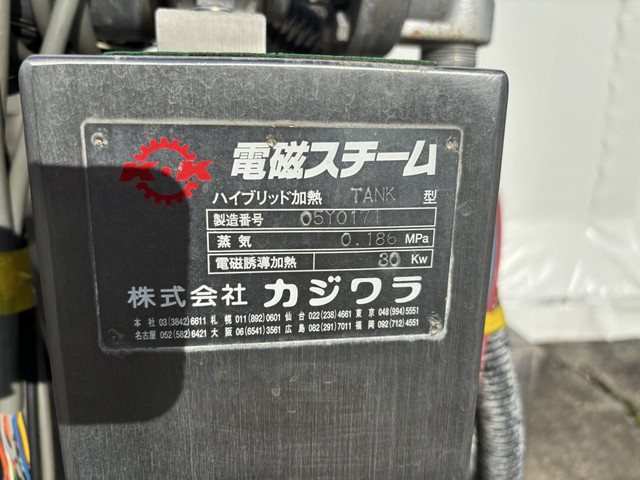 KK
電磁スチーム
ハイブリッド加熱 TANK 型
製造番号 05Y0171
蒸気 0.186 MPa
電磁誘導加熱 30 Kw
株式会社 カジワラ
本社 03(3842)6611 札幌 011(892)0601 仙台 022(238)4661 東京 048(994)5551
名古屋 052(582)6421 大阪 06(6541)3561 広島 082(291)7011 福岡 092(712)4451